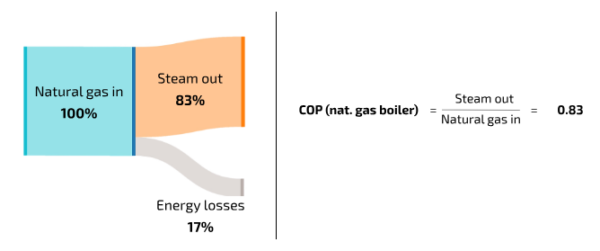 Natural gas in
100%
Steam out
83%
Energy losses
17%
COP (nat. gas boiler) = Steam out / Natural gas in = 0.83